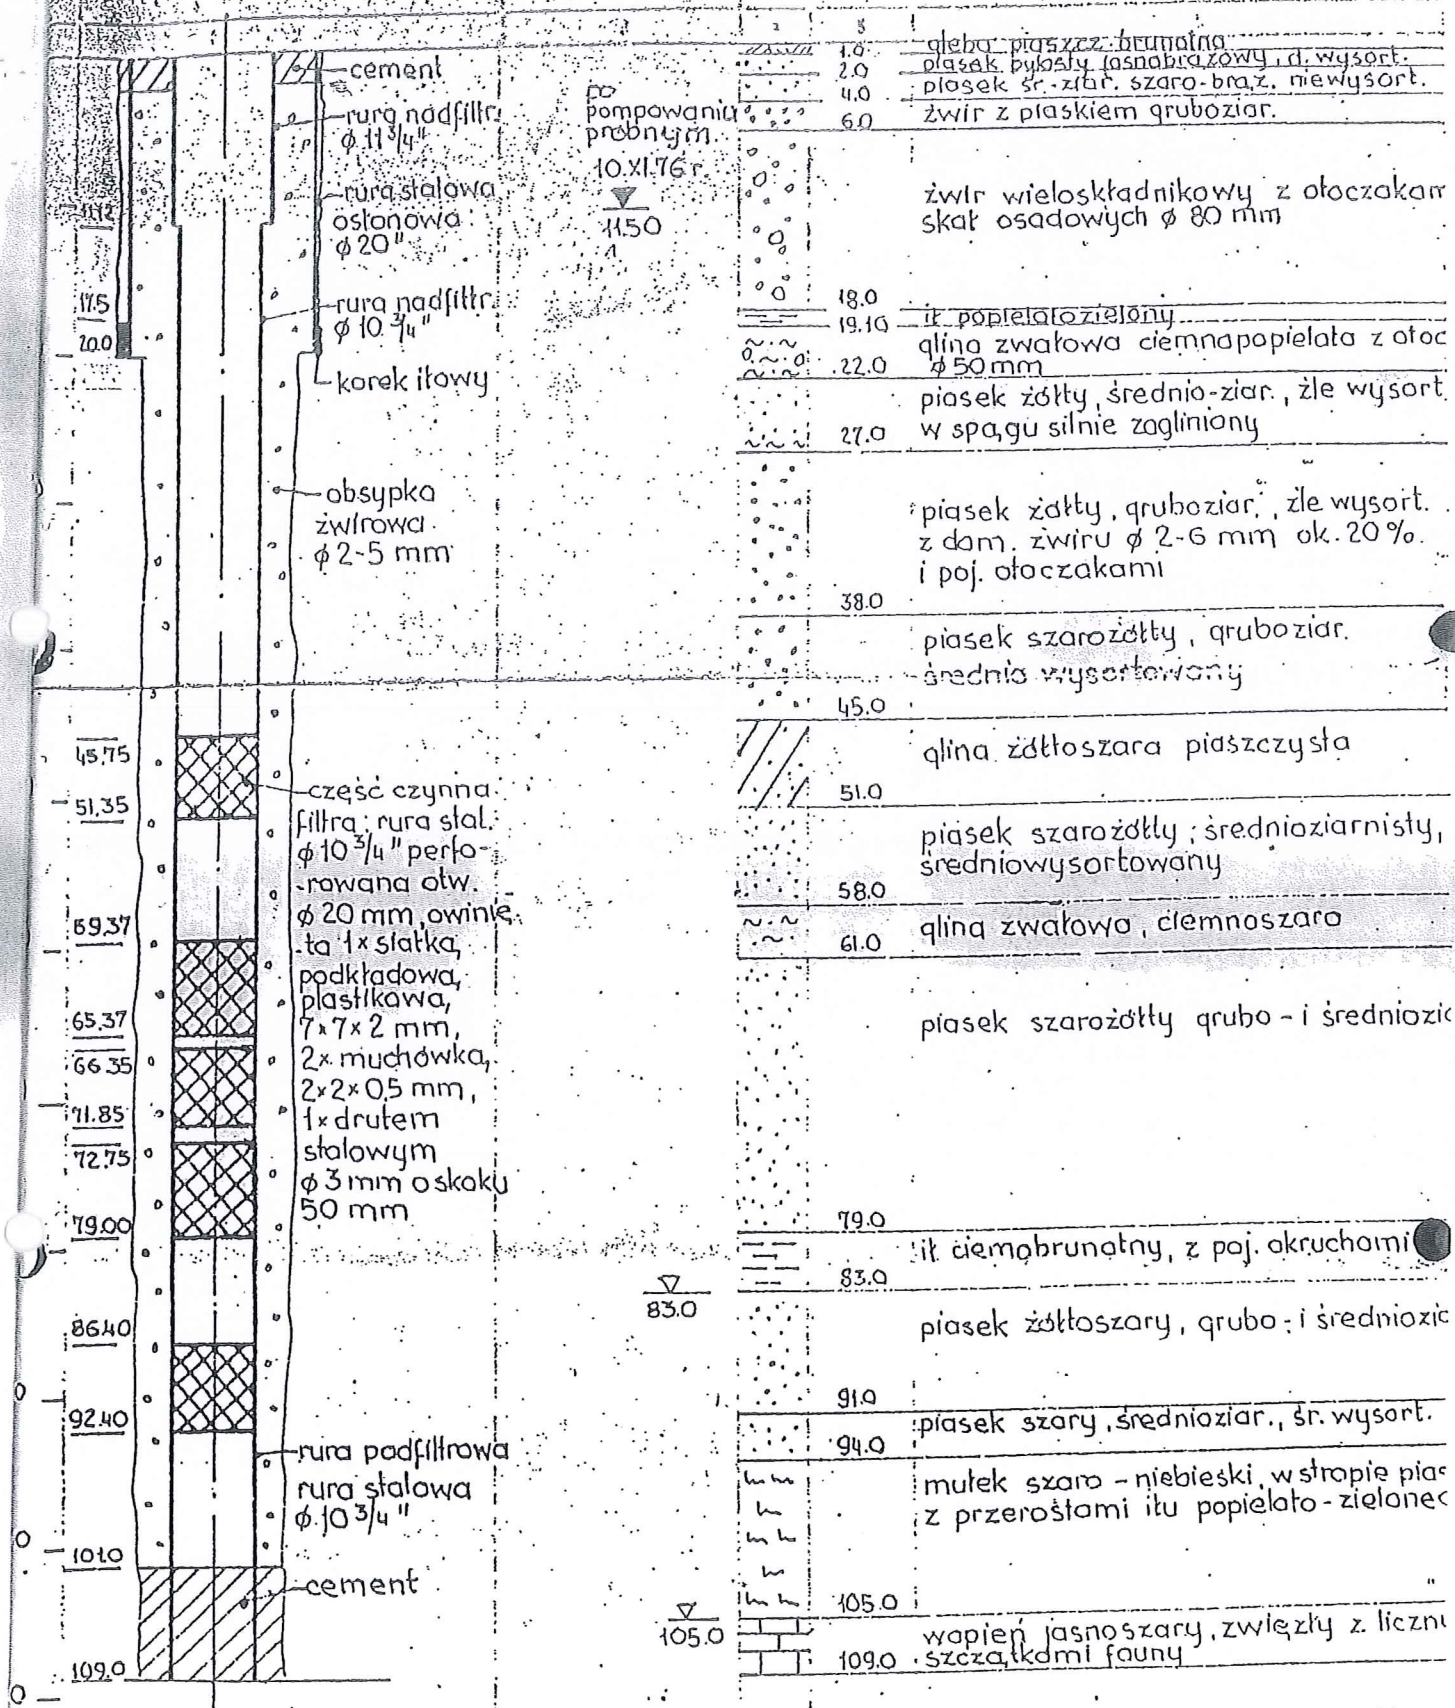 1.0 gleba piaszcz. brunatna
2.0 piasek pylasty jasnobrązowy, d. wysort.
4.0 piasek śr.-ziar. szaro-brąz. niewysort.
6.0 żwir z piaskiem gruboziar.
żwir wieloskładnikowy z otoczakam
skał osadowych ø 80 mm
18.0
19.10 ił popielatozielony
glina zwałowa ciemnopopielata z otoc
22.0 ø 50 mm
piasek żółty, średnio-ziar., źle wysort.
27.0 w spągu silnie zagliniony
piasek żółty, gruboziar., źle wysort.
z dom. żwiru ø 2-6 mm ok. 20 %.
i poj. otoczakami
38.0
piasek szarożółty, gruboziar.
średnio wysortowany
45.0
glina żółtoszara piaszczysta
51.0
piasek szarożółty; średnioziarnisty,
średniowysortowany
58.0
61.0 glina zwałowa, ciemnoszara
piasek szarożółty grubo-i średniozia
79.0
ił ciemobrunatny, z poj. okruchami
83.0
piasek żółtoszary, grubo-i średniozia
91.0
piasek szary, średnioziar., śr. wysort.
94.0
mułek szaro-niebieski, w stropie pias
z przerostami iłu popielato-zieloneg
105.0
wapień jasnoszary, zwięzły z liczny
109.0 szczątkami fauny
cement
rura nadfiltr.
ø 11 3/4"
rura stalowa
osłonowa
ø 20"
rura nadfiltr.
ø 10 3/4"
korek iłowy
obsypka
żwirowa
ø 2-5 mm
część czynna
filtra: rura stal.
ø 10 3/4" perfo-
-rowana otw.
ø 20 mm, owinię-
ta 1x siatką
podkładową,
plastikową,
7x7x2 mm,
2x muchówką,
2x2x0,5 mm,
1x drutem
stalowym
ø 3 mm o skoku
50 mm
rura podfiltrowa
rura stalowa
ø 10 3/4"
cement
po
pompowaniu
próbnym
10.XI.76 r.
11.50
83.0
105.0
17.5
20.0
45.75
51,35
59.37
65.37
66.35
71.85
72.75
79.00
86.40
92.40
101.0
109.0